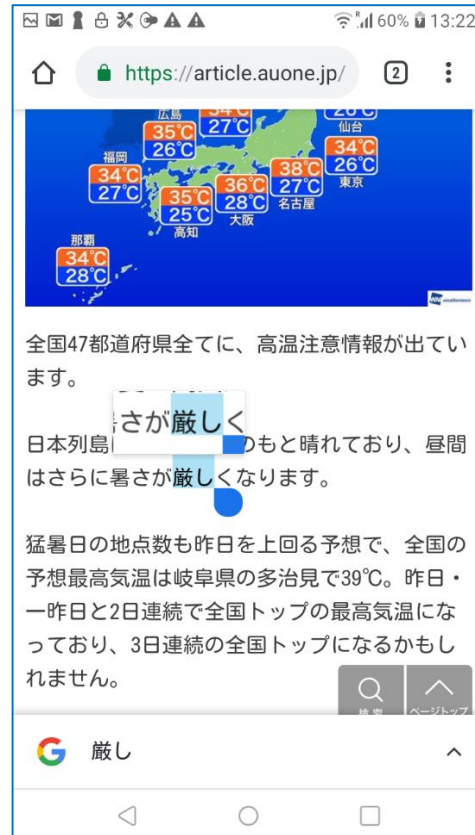 60% 13:22
https://article.auone.jp/
2
広島
35℃
26℃
27℃
仙台
34℃
26℃
東京
福岡
34℃
27℃
38℃
27℃
名古屋
36℃
28℃
大阪
35℃
25℃
高知
那覇
34℃
28℃
weathernews
全国47都道府県全てに、高温注意情報が出てい
ます。
さが厳しく
日本列島 のもと晴れており、昼間
はさらに暑さが厳しくなります。
猛暑日の地点数も昨日を上回る予想で、全国の
予想最高気温は岐阜県の多治見で39℃。昨日・
一昨日と2日連続で全国トップの最高気温にな
っており、3日連続の全国トップになるかもし
れません。
ページトップ
G 厳し